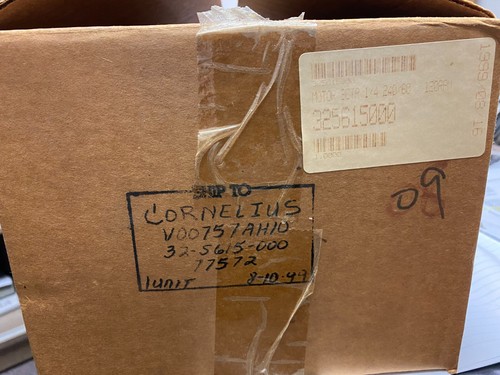 325615000
09
SHIP TO
CORNELIUS
V00757AH10
32-5615-000
77572
1 UNIT 8-10-99